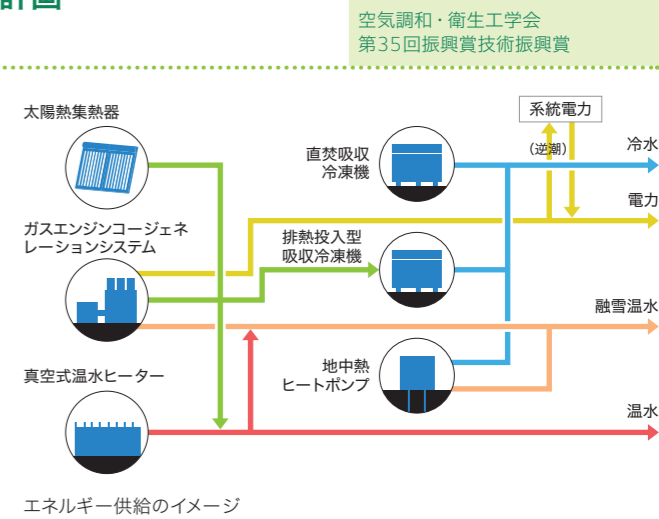 計画
空気調和・衛生工学会
第35回振興賞技術振興賞
太陽熱集熱器
系統電力
直焚吸収
冷凍機
(逆潮)
冷水
電力
ガスエンジンコージェネ
レーションシステム
排熱投入型
吸収冷凍機
融雪温水
真空式温水ヒーター
地中熱
ヒートポンプ
温水
エネルギー供給のイメージ